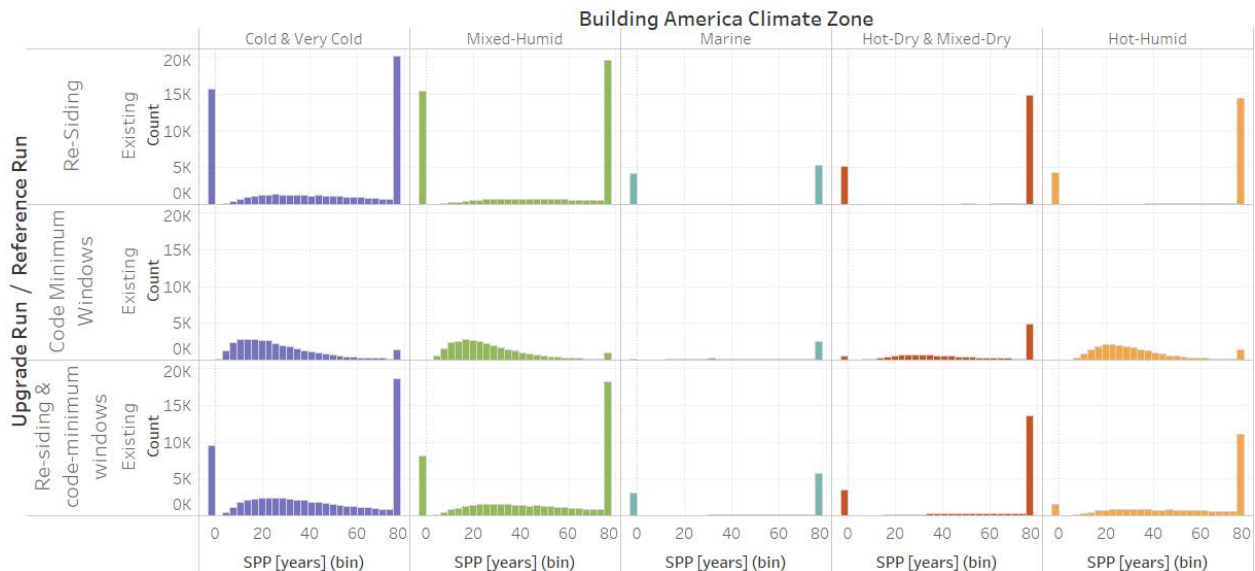 Building America Climate Zone
Cold & Very Cold
Mixed-Humid
Marine
Hot-Dry & Mixed-Dry
Hot-Humid
Upgrade Run / Reference Run
Re-Siding
Existing
Count
20K
15K
10K
5K
0K
Code Minimum
Windows
Existing
Count
20K
15K
10K
5K
0K
Re-siding &
code-minimum
windows
Existing
Count
20K
15K
10K
5K
0K
0 20 40 60 80
0 20 40 60 80
0 20 40 60 80
0 20 40 60 80
0 20 40 60 80
SPP [years] (bin)
SPP [years] (bin)
SPP [years] (bin)
SPP [years] (bin)
SPP [years] (bin)